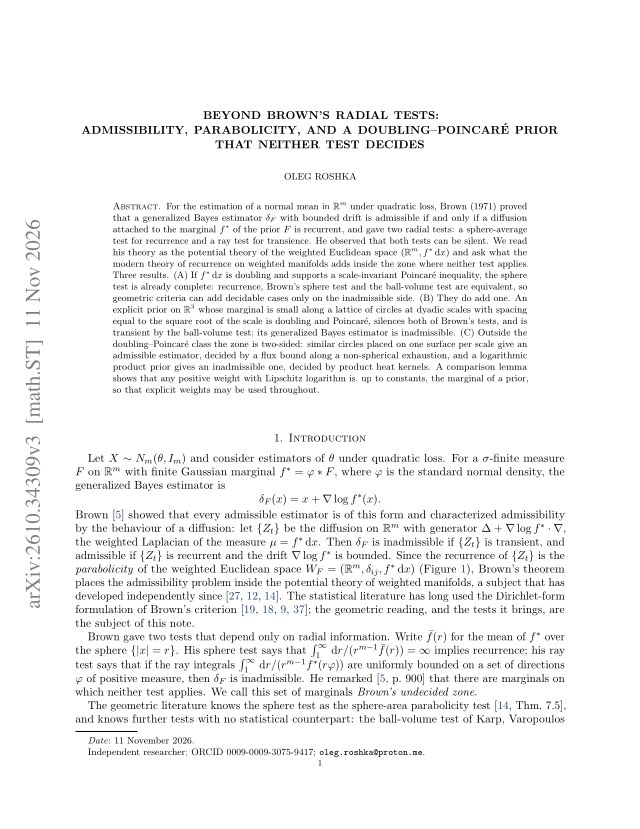 BEYOND BROWN'S RADIAL TESTS:
ADMISSIBILITY, PARABOLICITY, AND A DOUBLING–POINCARÉ PRIOR
THAT NEITHER TEST DECIDES
OLEG ROSHKA
ABSTRACT. For the estimation of a normal mean in ℝᵐ under quadratic loss, Brown (1971) proved
that a generalized Bayes estimator δ_F with bounded drift is admissible if and only if a diffusion
attached to the marginal f* of the prior F is recurrent, and gave two radial tests: a sphere-average
test for recurrence and a ray test for transience. He observed that both tests can be silent. We read
his theory as the potential theory of the weighted Euclidean space (ℝᵐ, f* dx) and ask what the
modern theory of recurrence on weighted manifolds adds inside the zone where neither test applies.
Three results. (A) If f* dx is doubling and supports a scale-invariant Poincaré inequality, the sphere
test is already complete: recurrence, Brown's sphere test and the ball-volume test are equivalent, so
geometric criteria can add decidable cases only on the inadmissible side. (B) They do add one. An
explicit prior on ℝ³ whose marginal is small along a lattice of circles at dyadic scales with spacing
equal to the square root of the scale is doubling and Poincaré, silences both of Brown's tests, and is
transient by the ball-volume test; its generalized Bayes estimator is inadmissible. (C) Outside the
doubling–Poincaré class the zone is two-sided: similar circles placed on one surface per scale give an
admissible estimator, decided by a flux bound along a non-spherical exhaustion, and a logarithmic
product prior gives an inadmissible one, decided by product heat kernels. A comparison lemma
shows that any positive weight with Lipschitz logarithm is, up to constants, the marginal of a prior,
so that explicit weights may be used throughout.
1. INTRODUCTION
Let X ∼ N_m(θ, I_m) and consider estimators of θ under quadratic loss. For a σ-finite measure
F on ℝᵐ with finite Gaussian marginal f* = φ ∗ F, where φ is the standard normal density, the
generalized Bayes estimator is
δ_F(x) = x + ∇ log f*(x).
Brown [5] showed that every admissible estimator is of this form and characterized admissibility
by the behaviour of a diffusion: let {Z_t} be the diffusion on ℝᵐ with generator Δ + ∇ log f* · ∇,
the weighted Laplacian of the measure μ = f* dx. Then δ_F is inadmissible if {Z_t} is transient, and
admissible if {Z_t} is recurrent and the drift ∇ log f* is bounded. Since the recurrence of {Z_t} is the
parabolicity of the weighted Euclidean space W_F = (ℝᵐ, δ_ij, f* dx) (Figure 1), Brown's theorem
places the admissibility problem inside the potential theory of weighted manifolds, a subject that has
developed independently since [27, 12, 14]. The statistical literature has long used the Dirichlet-form
formulation of Brown's criterion [19, 18, 9, 37]; the geometric reading, and the tests it brings, are
the subject of this note.
Brown gave two tests that depend only on radial information. Write f̄(r) for the mean of f* over
the sphere {|x| = r}. His sphere test says that ∫₁^∞ dr/(r^{m−1} f̄(r)) = ∞ implies recurrence; his ray
test says that if the ray integrals ∫₁^∞ dr/(r^{m−1} f*(rφ)) are uniformly bounded on a set of directions
φ of positive measure, then δ_F is inadmissible. He remarked [5, p. 900] that there are marginals on
which neither test applies. We call this set of marginals Brown's undecided zone.
The geometric literature knows the sphere test as the sphere-area parabolicity test [14, Thm. 7.5],
and knows further tests with no statistical counterpart: the ball-volume test of Karp, Varopoulos
Date: 11 November 2026.
Independent researcher; ORCID 0009-0009-3075-9417; oleg.roshka@proton.me.
1
arXiv:2610.34309v3 [math.ST] 11 Nov 2026